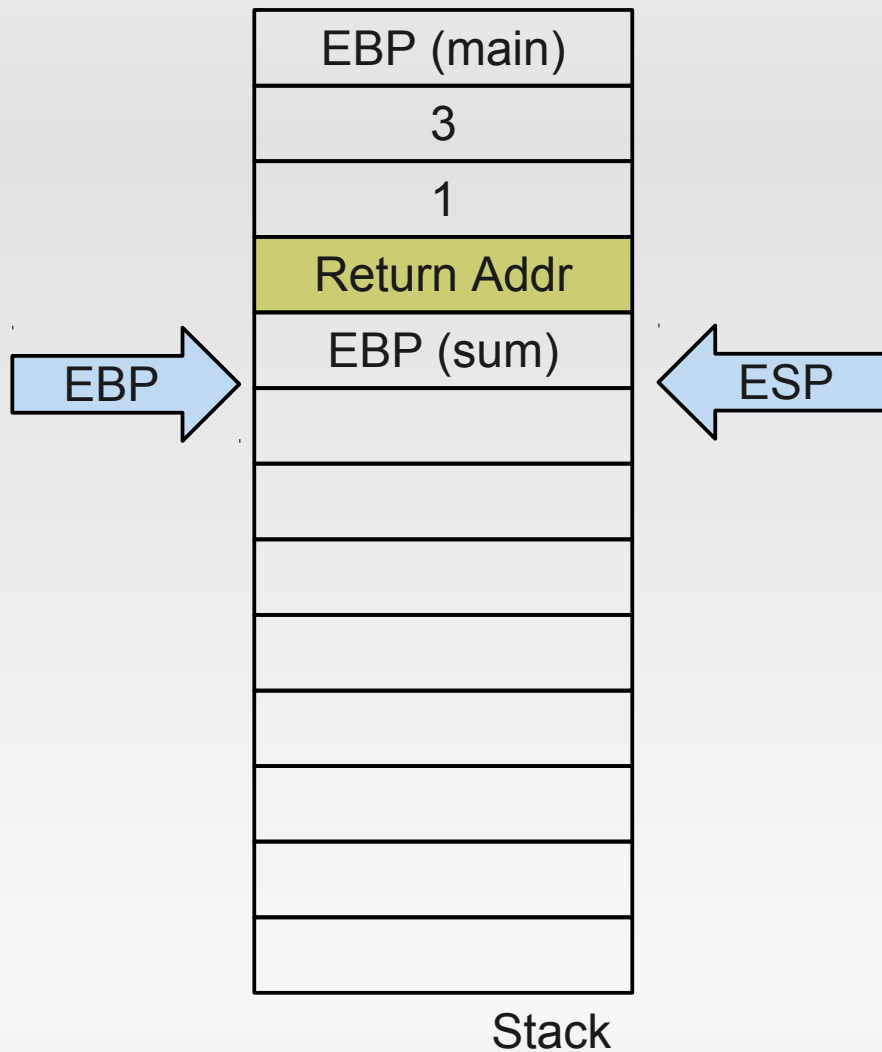 EBP (main)
3
1
Return Addr
EBP (sum)
EBP
ESP
Stack